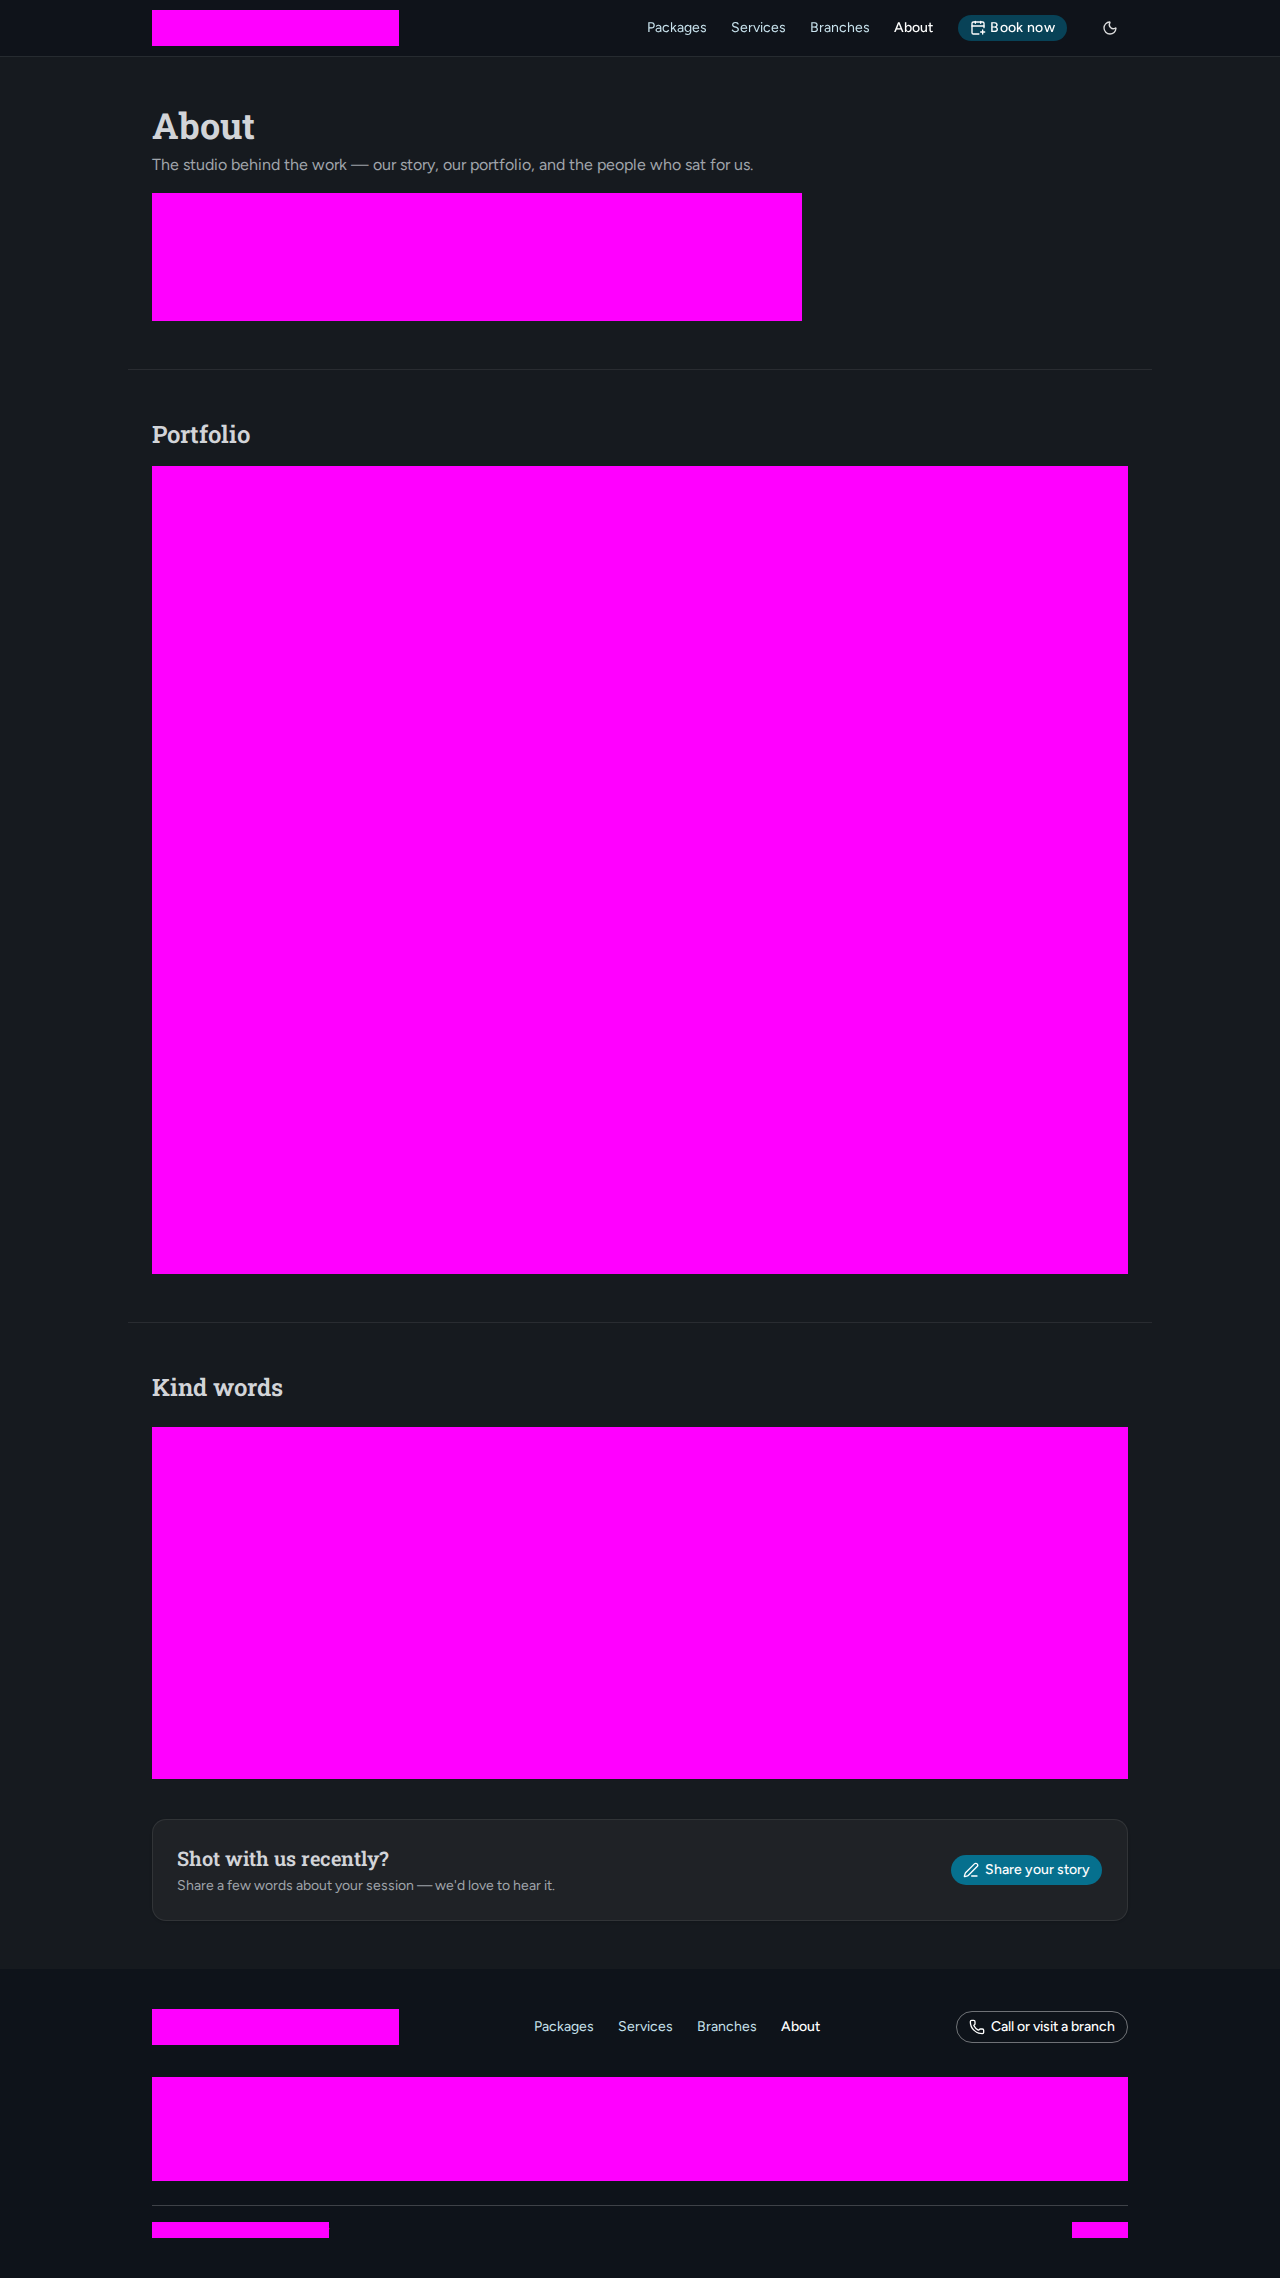 Packages
Services
Branches
About
Book now
About
The studio behind the work — our story, our portfolio, and the people who sat for us.
Portfolio
Kind words
Shot with us recently?
Share a few words about your session — we'd love to hear it.
Share your story
Packages
Services
Branches
About
Call or visit a branch